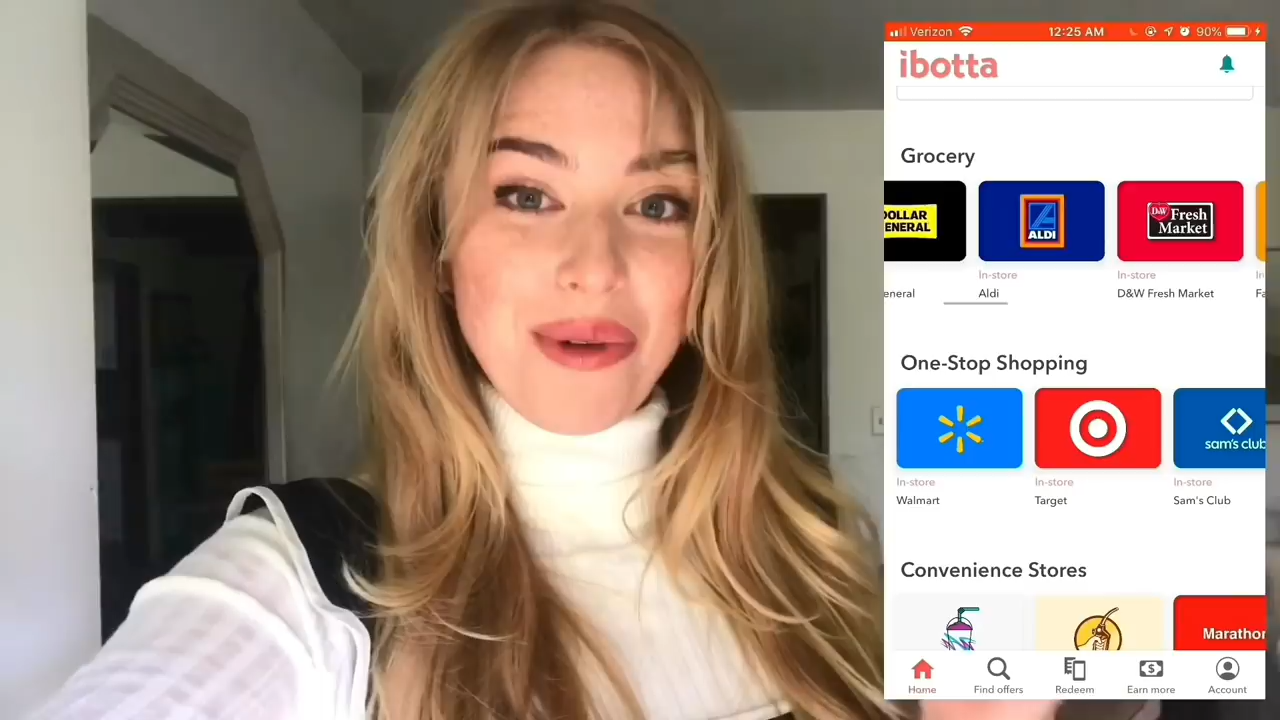 Verizon 12:25 AM 90%
ibotta
Grocery
DOLLAR
GENERAL
ALDI
D&W Fresh
Market
In-store
In-store
eneral
Aldi
D&W Fresh Market
One-Stop Shopping
sam's club
In-store
In-store
In-store
Walmart
Target
Sam's Club
Convenience Stores
Marathon
Home
Find offers
Redeem
Earn more
Account